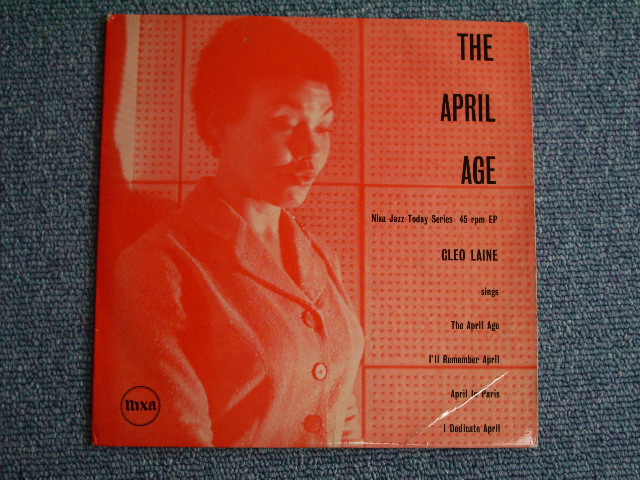 THE
APRIL
AGE
Nixa Jazz Today Series 45 rpm EP
CLEO LAINE
sings
The April Age
I'll Remember April
April In Paris
I Dedicate April
nixa